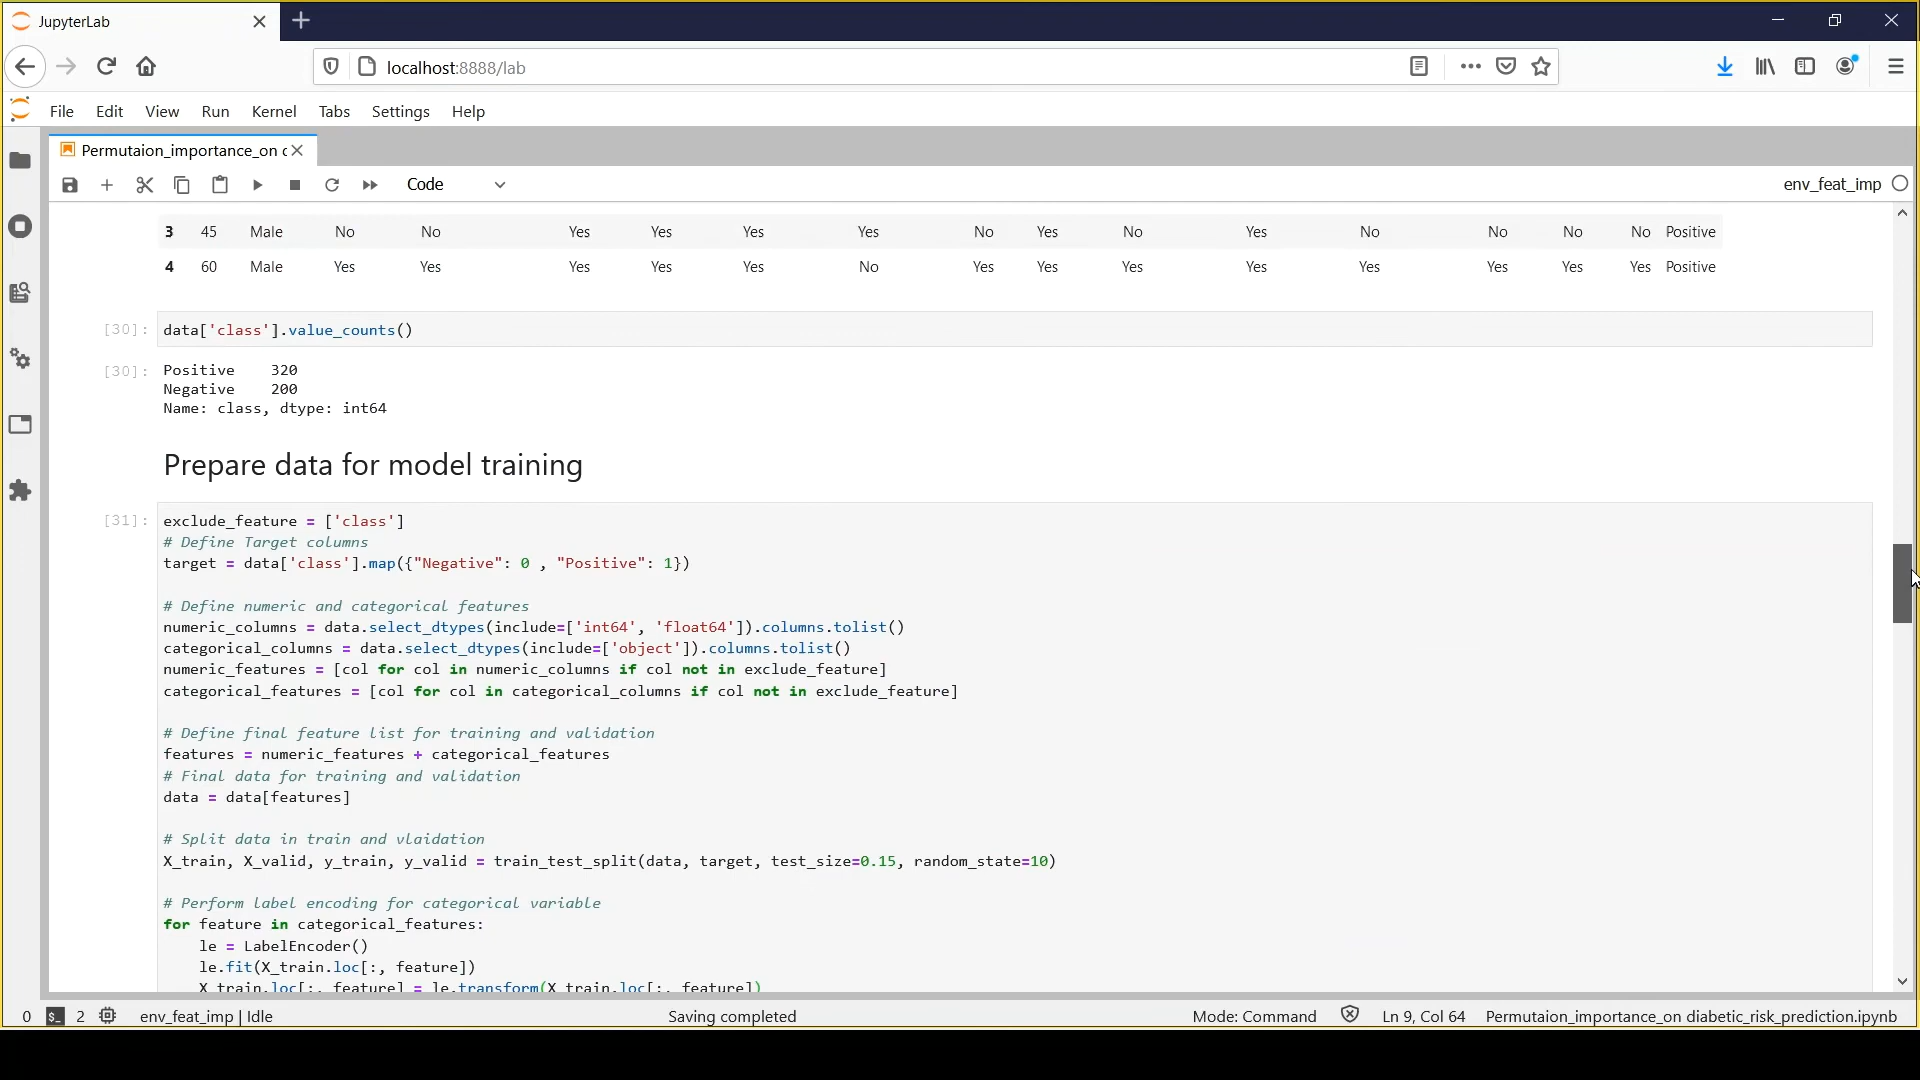 JupyterLab
localhost:8888/lab
File Edit View Run Kernel Tabs Settings Help
Permutaion_importance_on
Code
env_feat_imp
3 45 Male No No Yes Yes Yes Yes No Yes No Yes No No No No Positive
4 60 Male Yes Yes Yes Yes Yes No Yes Yes Yes Yes Yes Yes Yes Yes Positive
[30]: data['class'].value_counts()
[30]: Positive 320
Negative 200
Name: class, dtype: int64
Prepare data for model training
[31]: exclude_feature = ['class']
# Define Target columns
target = data['class'].map({"Negative": 0 , "Positive": 1})
# Define numeric and categorical features
numeric_columns = data.select_dtypes(include=['int64', 'float64']).columns.tolist()
categorical_columns = data.select_dtypes(include=['object']).columns.tolist()
numeric_features = [col for col in numeric_columns if col not in exclude_feature]
categorical_features = [col for col in categorical_columns if col not in exclude_feature]
# Define final feature list for training and validation
features = numeric_features + categorical_features
# Final data for training and validation
data = data[features]
# Split data in train and vlaidation
X_train, X_valid, y_train, y_valid = train_test_split(data, target, test_size=0.15, random_state=10)
# Perform label encoding for categorical variable
for feature in categorical_features:
le = LabelEncoder()
le.fit(X_train.loc[:, feature])
X_train.loc[:, feature] = le.transform(X_train.loc[:, feature])
0 $_ 2 env_feat_imp | Idle Saving completed Mode: Command Ln 9, Col 64 Permutaion_importance_on diabetic_risk_prediction.ipynb